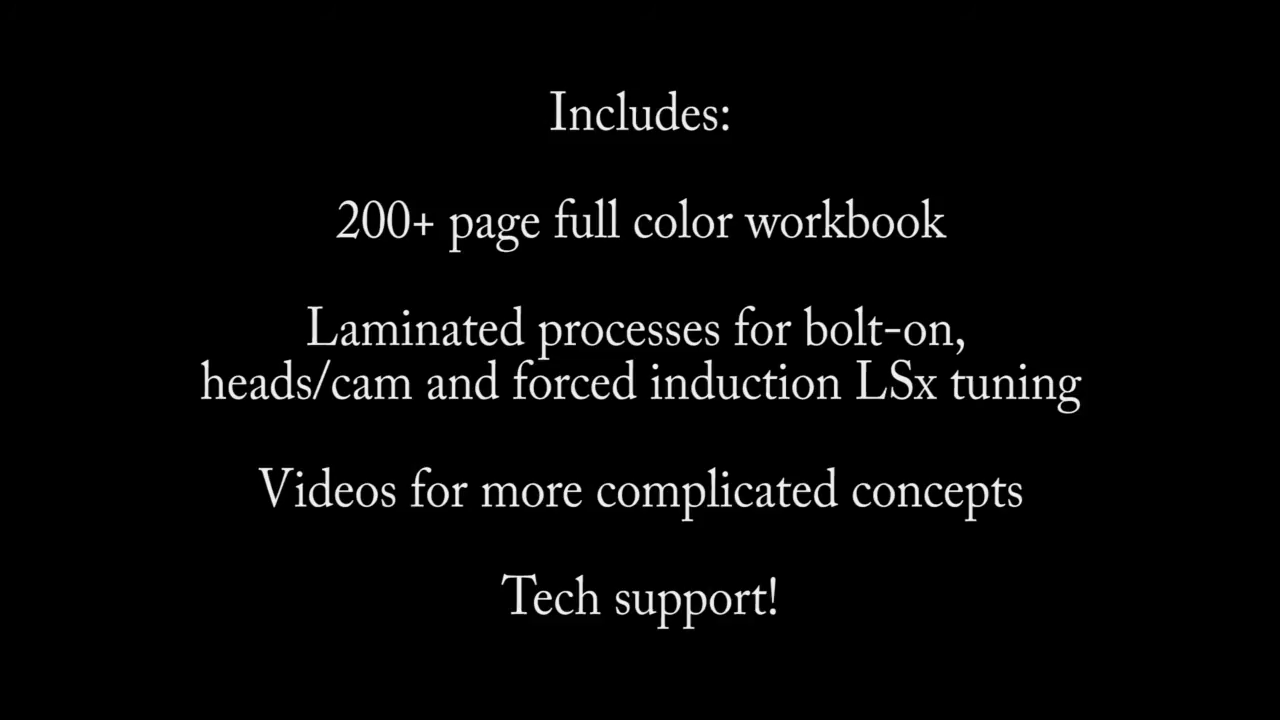 Includes:
200+ page full color workbook
Laminated processes for bolt-on,
heads/cam and forced induction LSx tuning
Videos for more complicated concepts
Tech support!